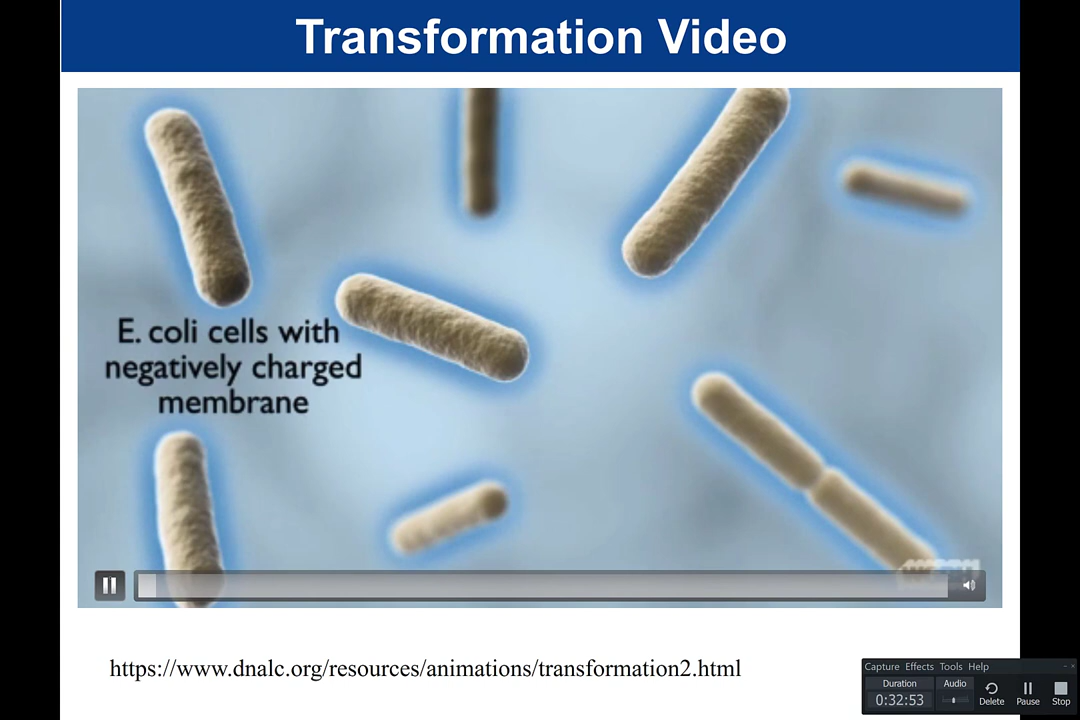 Transformation Video
E. coli cells with
negatively charged
membrane
https://www.dnalc.org/resources/animations/transformation2.html
Capture Effects Tools Help
Duration Audio
0:32:53 Delete Pause Stop